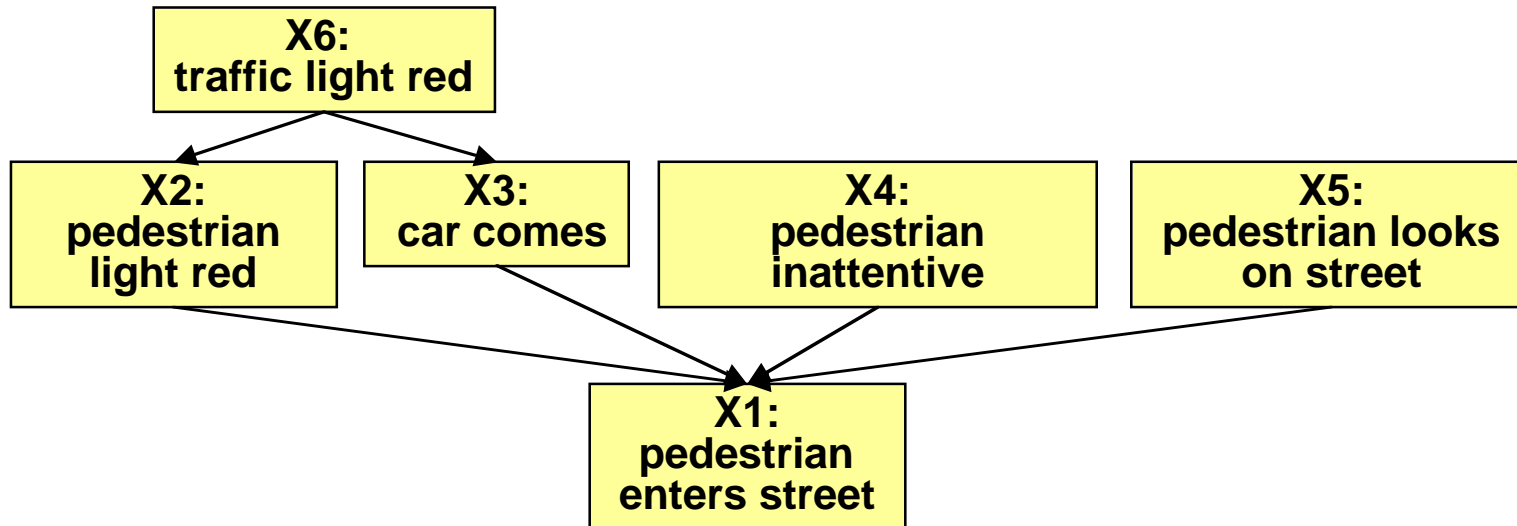 X6:
traffic light red
X2:
pedestrian
light red
X3:
car comes
X4:
pedestrian
inattentive
X5:
pedestrian looks
on street
X1:
pedestrian
enters street